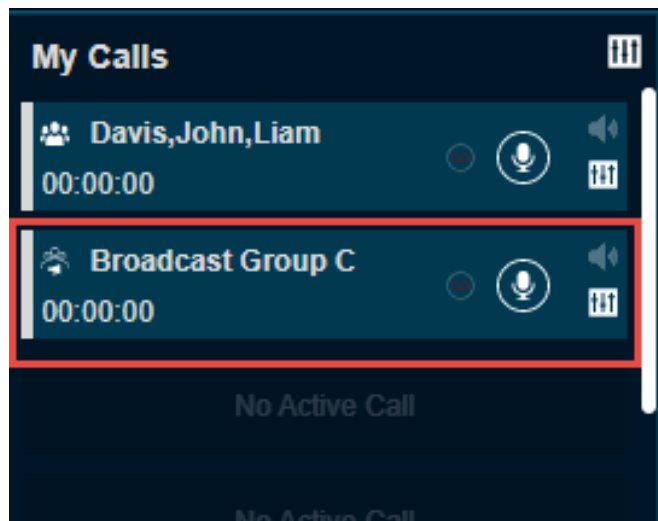 My Calls
Davis,John,Liam
00:00:00
Broadcast Group C
00:00:00
No Active Call
No Active Call